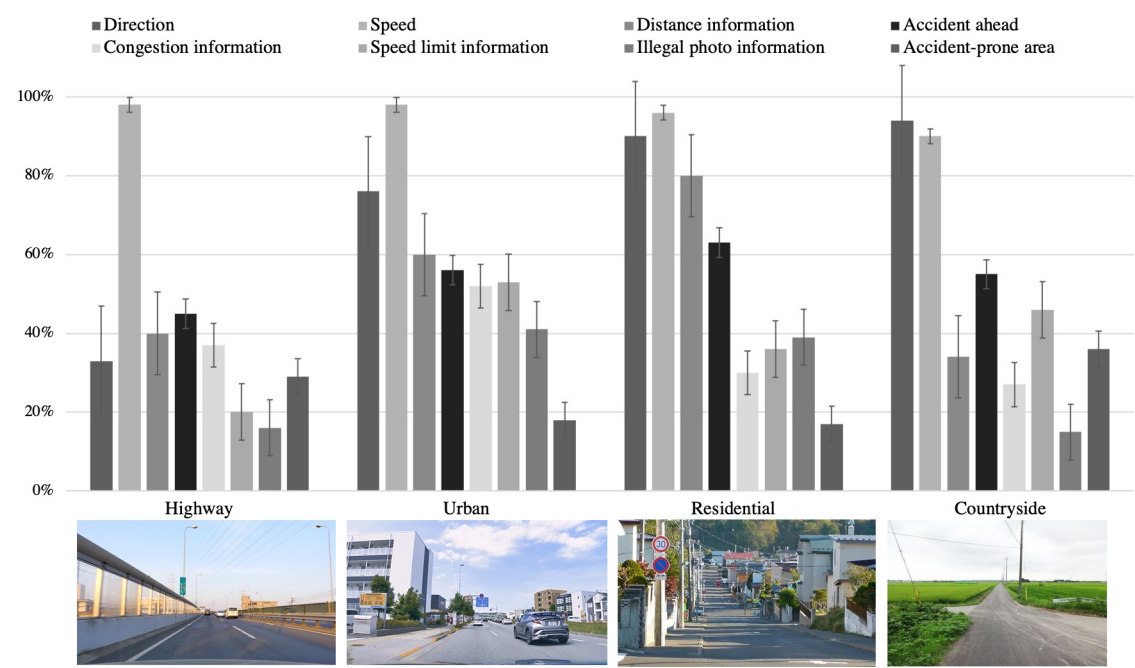 Direction Speed Distance information Accident ahead
Congestion information Speed limit information Illegal photo information Accident-prone area
100%
80%
60%
40%
20%
0%
Highway Urban Residential Countryside
30